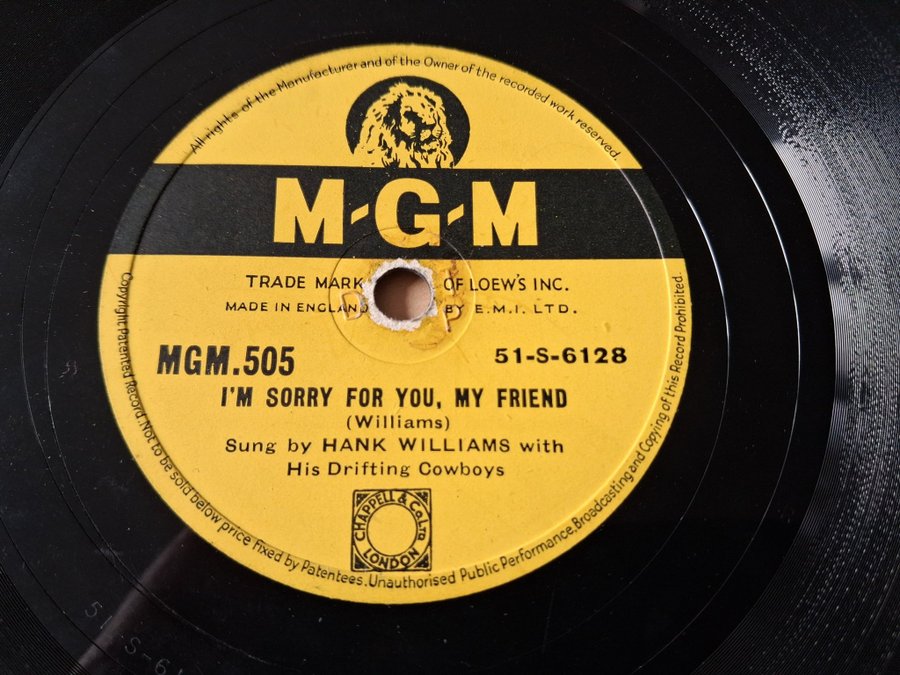 All rights of the Manufacturer and of the Owner of the recorded work reserved.
M-G-M
TRADE MARK OF LOEW'S INC.
MADE IN ENGLAND BY E.M.I. LTD.
MGM.505 51-S-6128
I'M SORRY FOR YOU, MY FRIEND
(Williams)
Sung by HANK WILLIAMS with
His Drifting Cowboys
CHAPPELL & Co LTD
LONDON
Copyright Patented Record, Not to be sold below price fixed by Patentees. Unauthorised Public Performance, Broadcasting and Copying of this Record Prohibited.
51-S-61